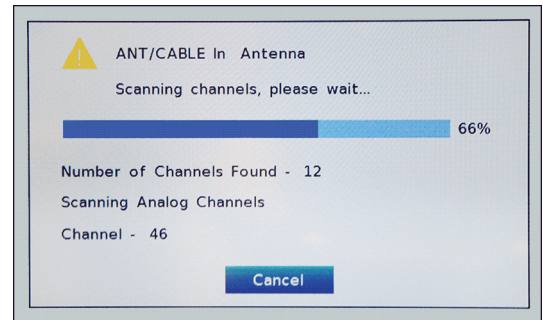 ANT/CABLE In Antenna
Scanning channels, please wait...
66%
Number of Channels Found - 12
Scanning Analog Channels
Channel - 46
Cancel